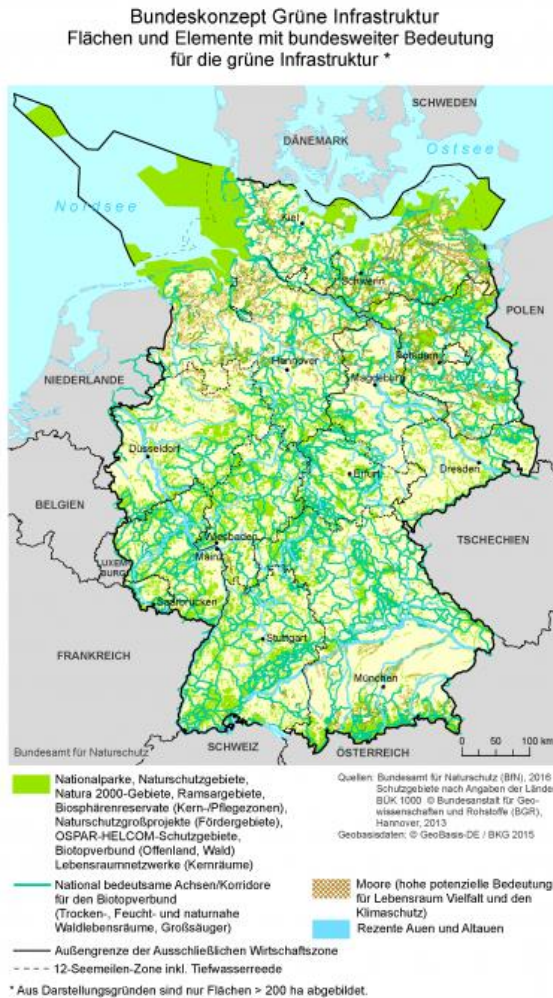 Bundeskonzept Grüne Infrastruktur
Flächen und Elemente mit bundesweiter Bedeutung
für die grüne Infrastruktur *
SCHWEDEN
DÄNEMARK
Ostsee
Nordsee
Kiel
Schwerin
POLEN
Hannover
Potsdam
Magdeburg
NIEDERLANDE
Düsseldorf
Erfurt
Dresden
BELGIEN
Wiesbaden
TSCHECHIEN
Mainz
LUXEM-
BURG
Saarbrücken
Stuttgart
FRANKREICH
München
Bundesamt für Naturschutz
SCHWEIZ
ÖSTERREICH
0 50 100 km
Nationalparke, Naturschutzgebiete,
Natura 2000-Gebiete, Ramsargebiete,
Biosphärenreservate (Kern-/Pflegezonen),
Naturschutzgroßprojekte (Fördergebiete),
OSPAR-HELCOM-Schutzgebiete,
Biotopverbund (Offenland, Wald)
Lebensraumnetzwerke (Kernräume)
Quellen: Bundesamt für Naturschutz (BfN), 2016
Schutzgebiete nach Angaben der Länder
BÜK 1000 © Bundesanstalt für Geo-
wissenschaften und Rohstoffe (BGR),
Hannover, 2013
Geobasisdaten: © GeoBasis-DE / BKG 2015
National bedeutsame Achsen/Korridore
für den Biotopverbund
(Trocken-, Feucht- und naturnahe
Waldlebensräume, Großsäuger)
Moore (hohe potenzielle Bedeutung
für Lebensraum Vielfalt und den
Klimaschutz)
Rezente Auen und Altauen
Außengrenze der Ausschließlichen Wirtschaftszone
12-Seemeilen-Zone inkl. Tiefwasserreede
* Aus Darstellungsgründen sind nur Flächen > 200 ha abgebildet.